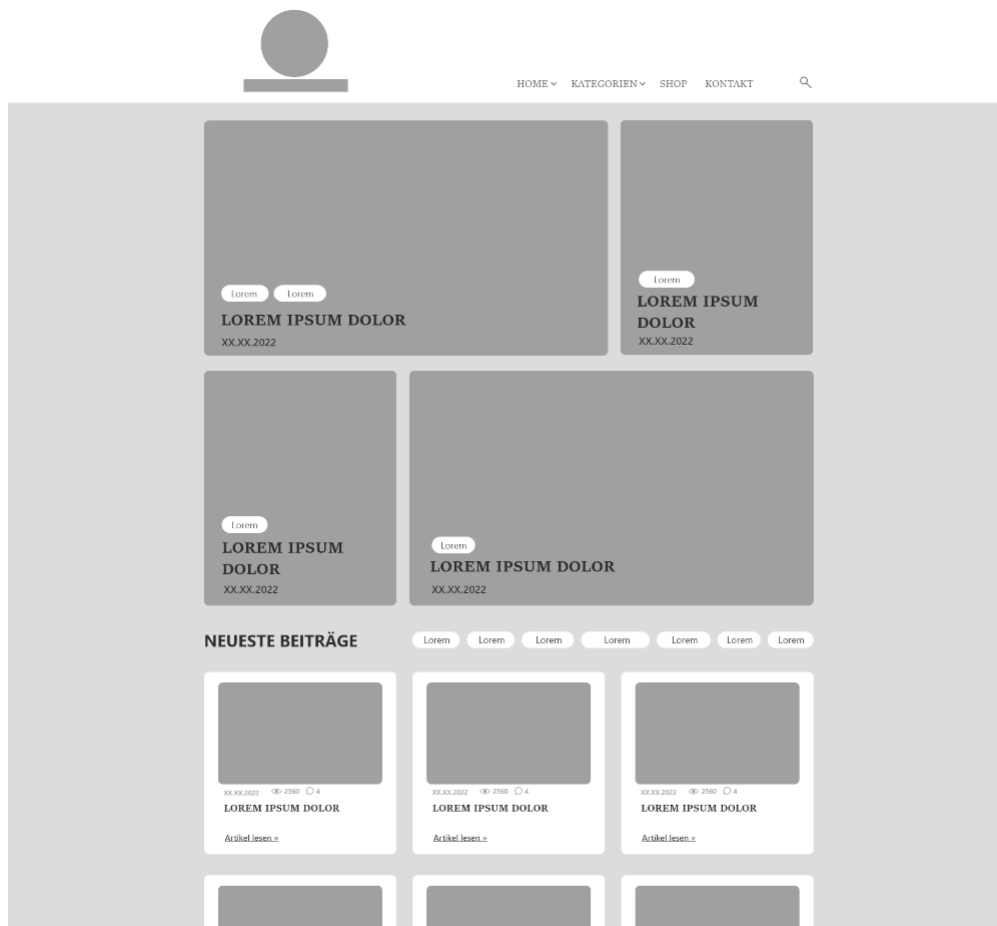 HOME KATEGORIEN SHOP KONTAKT
Lorem Lorem
LOREM IPSUM DOLOR
XX.XX.2022
Lorem
LOREM IPSUM
DOLOR
XX.XX.2022
Lorem
LOREM IPSUM
DOLOR
XX.XX.2022
Lorem
LOREM IPSUM DOLOR
XX.XX.2022
NEUESTE BEITRÄGE
Lorem Lorem Lorem Lorem Lorem Lorem Lorem
XX.XX.2022 2560 4
LOREM IPSUM DOLOR
Artikel lesen »
XX.XX.2022 2560 4
LOREM IPSUM DOLOR
Artikel lesen »
XX.XX.2022 2560 4
LOREM IPSUM DOLOR
Artikel lesen »